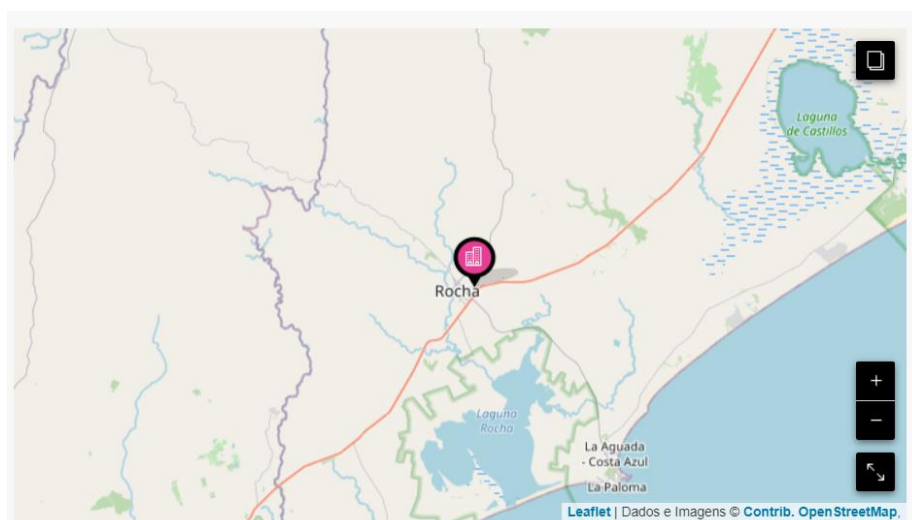 Laguna
de Castillos
Rocha
Laguna
Rocha
La Aguada
- Costa Azul
La Paloma
+
−
Leaflet | Dados e Imagens © Contrib. OpenStreetMap,